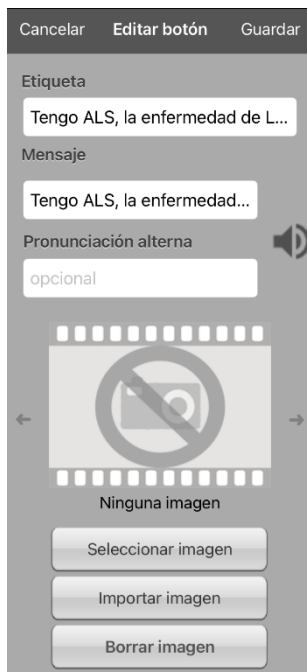 Cancelar Editar botón Guardar
Etiqueta
Tengo ALS, la enfermedad de L...
Mensaje
Tengo ALS, la enfermedad...
Pronunciación alterna
opcional
Ninguna imagen
Seleccionar imagen
Importar imagen
Borrar imagen